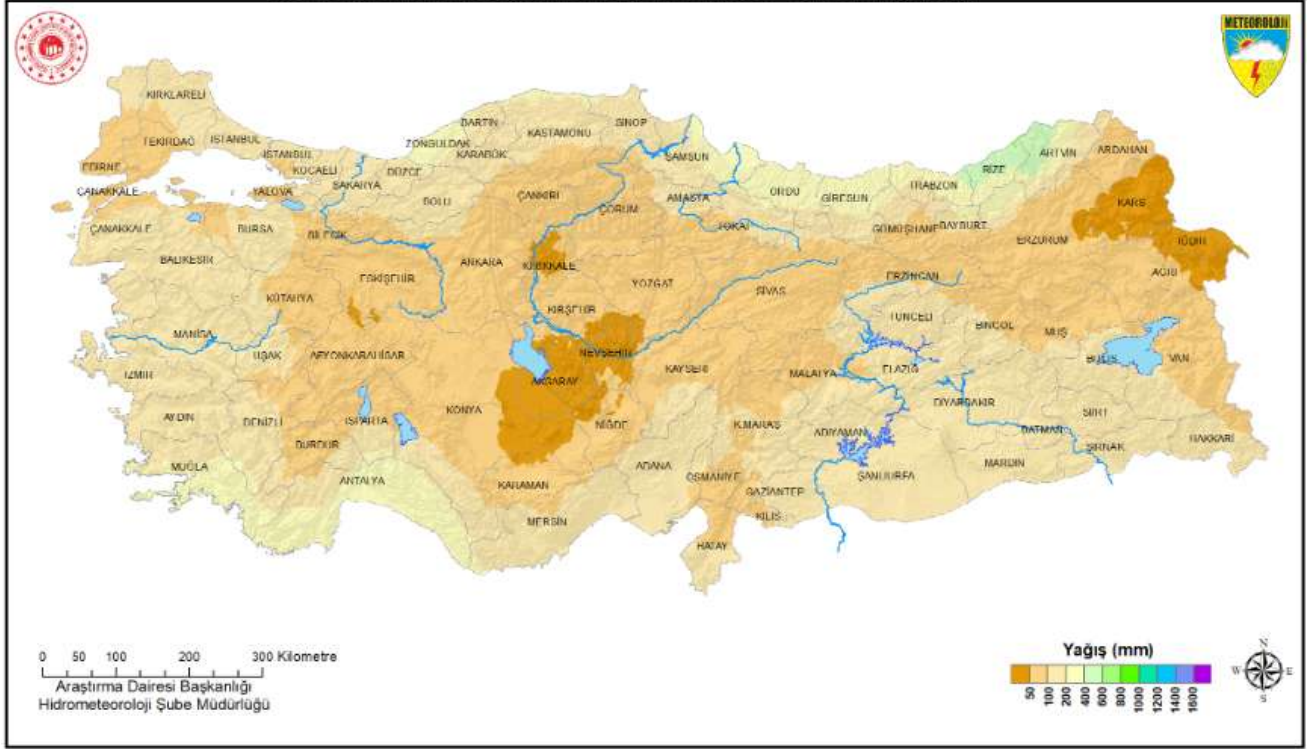 METEOROLOJİ
KIRKLARELİ
TEKİRDAĞ
EDİRNE
İSTANBUL
İSTANBUL
KOCAELİ
YALOVA
SAKARYA
DÜZCE
BOLU
ZONGULDAK
BARTIN
KARABÜK
KASTAMONU
SİNOP
SAMSUN
ORDU
GİRESUN
TRABZON
RİZE
ARTVİN
ARDAHAN
KARS
IĞDIR
AĞRI
ÇANAKKALE
ÇANAKKALE
BURSA
BİLECİK
BALIKESİR
ESKİŞEHİR
KÜTAHYA
ANKARA
ÇANKIRI
ÇORUM
AMASYA
TOKAT
GÜMÜŞHANE
BAYBURT
ERZURUM
ERZİNCAN
KIRIKKALE
YOZGAT
SİVAS
KIRŞEHİR
TUNCELİ
BİNGÖL
MUŞ
MANİSA
UŞAK
AFYONKARAHİSAR
NEVŞEHİR
AKSARAY
KAYSERİ
MALATYA
ELAZIĞ
BİTLİS
VAN
İZMİR
AYDIN
DENİZLİ
ISPARTA
BURDUR
KONYA
NİĞDE
K.MARAŞ
ADIYAMAN
DİYARBAKIR
BATMAN
SİİRT
ŞIRNAK
HAKKARİ
MUĞLA
ANTALYA
KARAMAN
MERSİN
ADANA
OSMANİYE
GAZİANTEP
KİLİS
HATAY
ŞANLIURFA
MARDİN
0 50 100 200 300 Kilometre
Araştırma Dairesi Başkanlığı
Hidrometeoroloji Şube Müdürlüğü
Yağış (mm)
50 100 200 400 600 800 1000 1200 1400 1600
N
W E
S